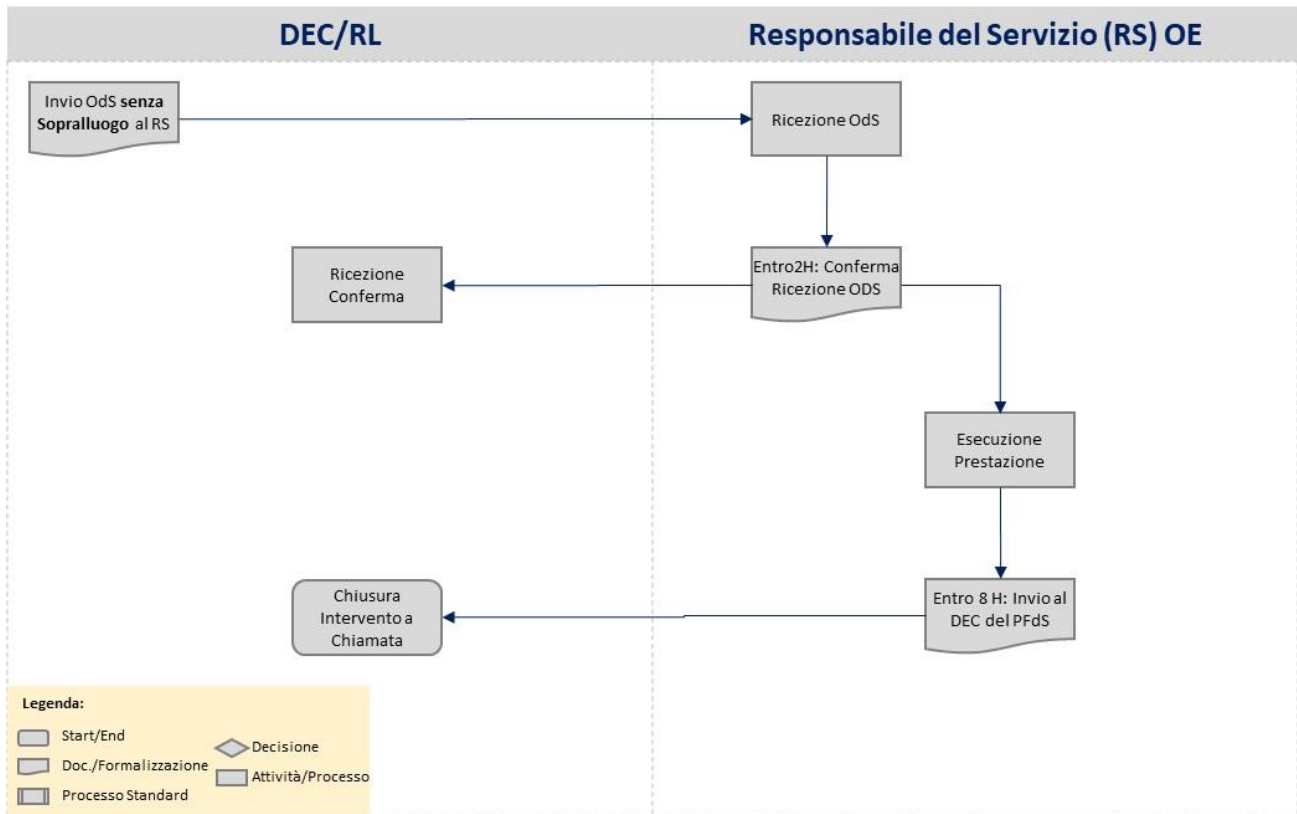 DEC/RL
Responsabile del Servizio (RS) OE
Invio OdS senza
Sopralluogo al RS
Ricezione OdS
Ricezione
Conferma
Entro2H: Conferma
Ricezione ODS
Esecuzione
Prestazione
Chiusura
Intervento a
Chiamata
Entro 8 H: Invio al
DEC del PFdS
Legenda:
Start/End
Doc./Formalizzazione
Processo Standard
Decisione
Attività/Processo